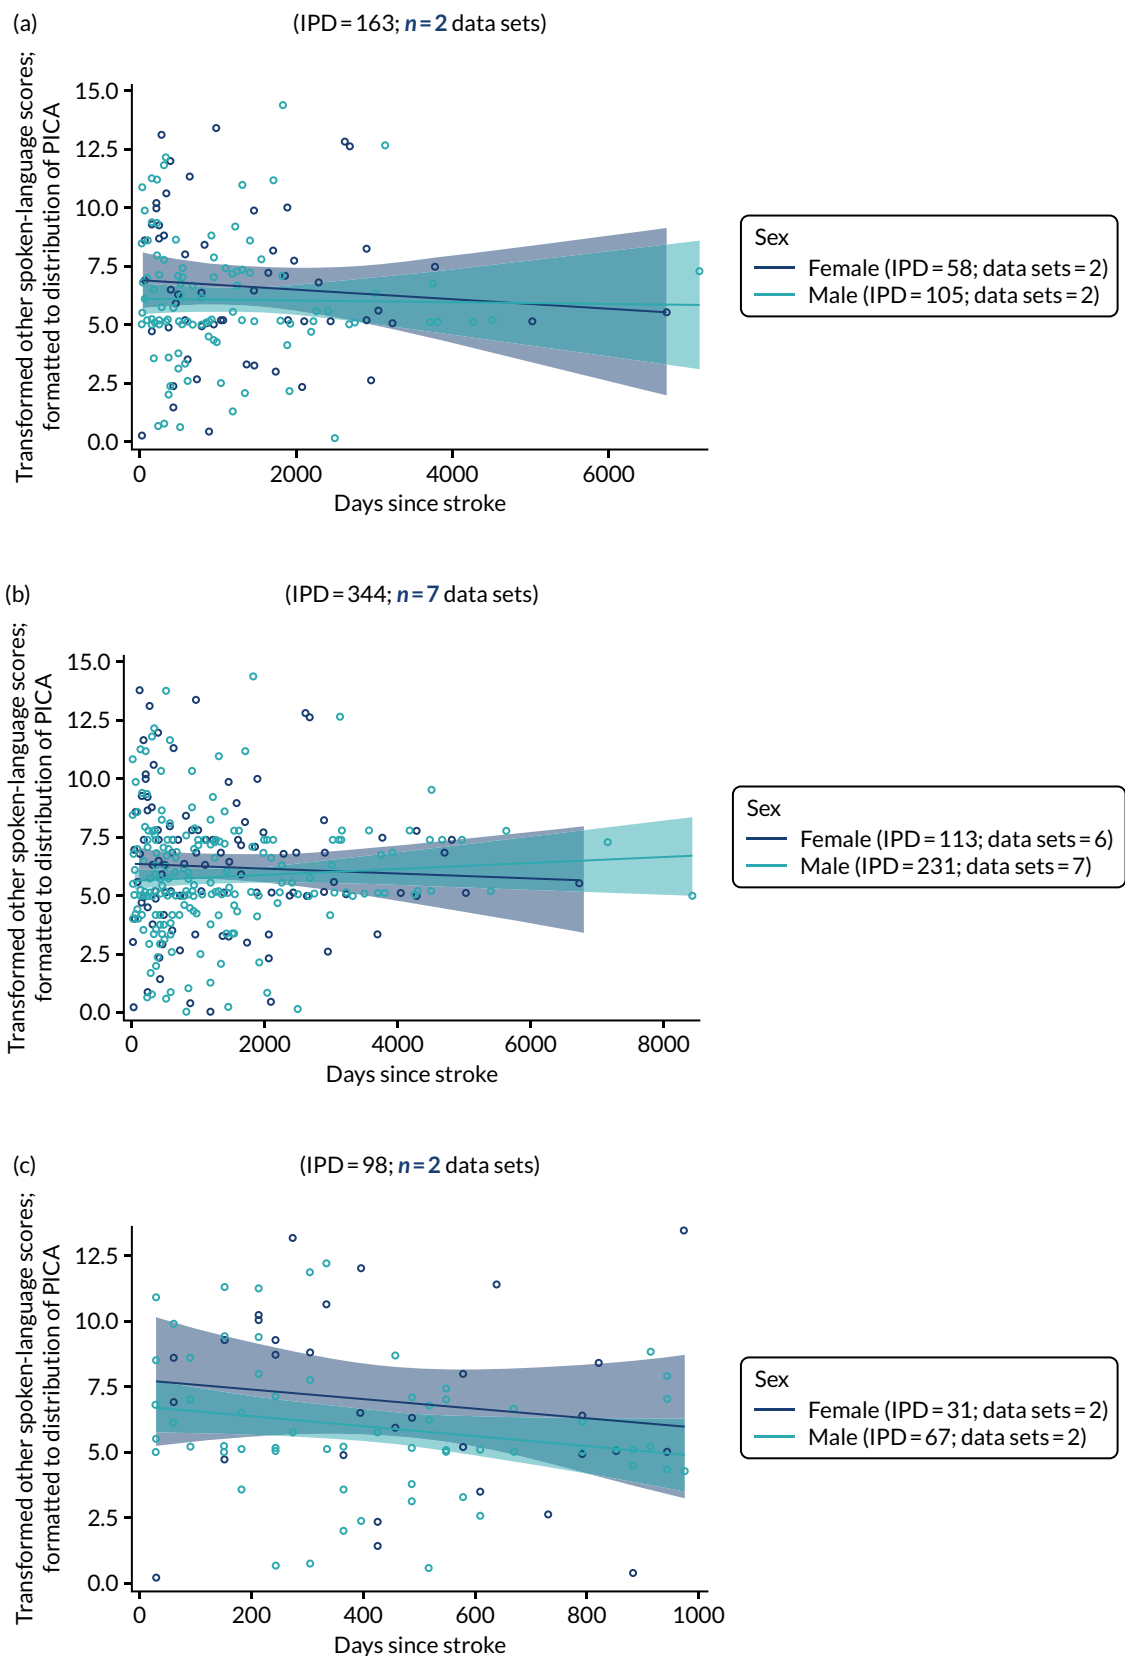 (a)
(IPD = 163; n = 2 data sets)
Transformed other spoken-language scores;
formatted to distribution of PICA
15.0
12.5
10.0
7.5
5.0
2.5
0.0
0 2000 4000 6000
Days since stroke
Sex
Female (IPD = 58; data sets = 2)
Male (IPD = 105; data sets = 2)
(b)
(IPD = 344; n = 7 data sets)
Transformed other spoken-language scores;
formatted to distribution of PICA
15.0
12.5
10.0
7.5
5.0
2.5
0.0
0 2000 4000 6000 8000
Days since stroke
Sex
Female (IPD = 113; data sets = 6)
Male (IPD = 231; data sets = 7)
(c)
(IPD = 98; n = 2 data sets)
Transformed other spoken-language scores;
formatted to distribution of PICA
12.5
10.0
7.5
5.0
2.5
0.0
0 200 400 600 800 1000
Days since stroke
Sex
Female (IPD = 31; data sets = 2)
Male (IPD = 67; data sets = 2)